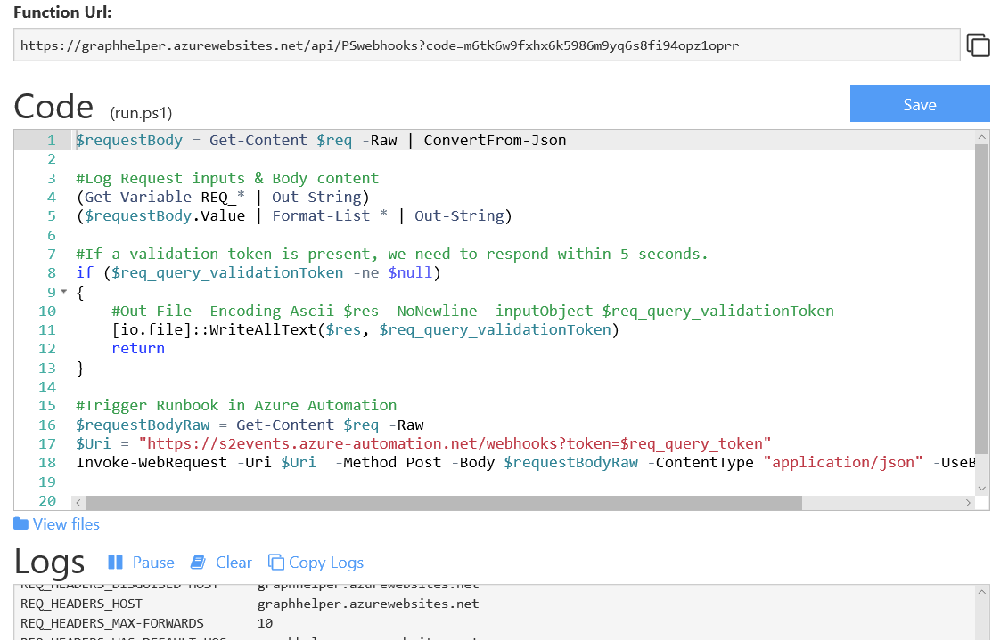 Function Url:
https://graphhelper.azurewebsites.net/api/PSwebhooks?code=m6tk6w9fxhx6k5986m9yq6s8fi94opz1oprr
Code (run.ps1) Save
1 $requestBody = Get-Content $req -Raw | ConvertFrom-Json
2
3 #Log Request inputs & Body content
4 (Get-Variable REQ_* | Out-String)
5 ($requestBody.Value | Format-List * | Out-String)
6
7 #If a validation token is present, we need to respond within 5 seconds.
8 if ($req_query_validationToken -ne $null)
9 {
10 #Out-File -Encoding Ascii $res -NoNewline -inputObject $req_query_validationToken
11 [io.file]::WriteAllText($res, $req_query_validationToken)
12 return
13 }
14
15 #Trigger Runbook in Azure Automation
16 $requestBodyRaw = Get-Content $req -Raw
17 $Uri = "https://s2events.azure-automation.net/webhooks?token=$req_query_token"
18 Invoke-WebRequest -Uri $Uri  -Method Post -Body $requestBodyRaw -ContentType "application/json" -UseB
19
20
View files
Logs Pause Clear Copy Logs
REQ_HEADERS_DISGUISED-HOST graphhelper.azurewebsites.net
REQ_HEADERS_HOST graphhelper.azurewebsites.net
REQ_HEADERS_MAX-FORWARDS 10